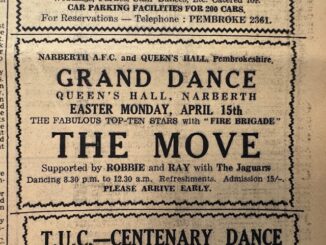 CAR PARKING FACILITIES FOR 200 CARS.
For Reservations — Telephone : PEMBROKE 2361.
NARBERTH A.F.C. and QUEEN'S HALL, Pembrokeshire,
GRAND DANCE
QUEEN'S HALL, NARBERTH
EASTER MONDAY, APRIL 15th
THE FABULOUS TOP-TEN STARS with "FIRE BRIGADE"
THE MOVE
Supported by ROBBIE and RAY with The Jaguars
Dancing 8.30 p.m. to 12.30 a.m. Refreshments. Admission 15/-.
PLEASE ARRIVE EARLY.
T.U.C.—CENTENARY DANCE